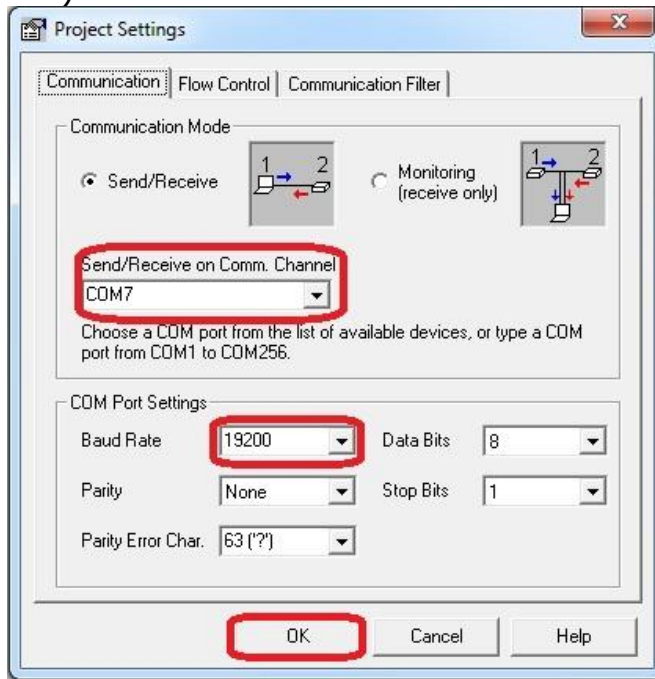 Project Settings
Communication Flow Control Communication Filter
Communication Mode
Send/Receive 1 2 Monitoring (receive only) 1 2
Send/Receive on Comm. Channel
COM7
Choose a COM port from the list of available devices, or type a COM
port from COM1 to COM256.
COM Port Settings
Baud Rate 19200 Data Bits 8
Parity None Stop Bits 1
Parity Error Char. 63 ('?')
OK Cancel Help